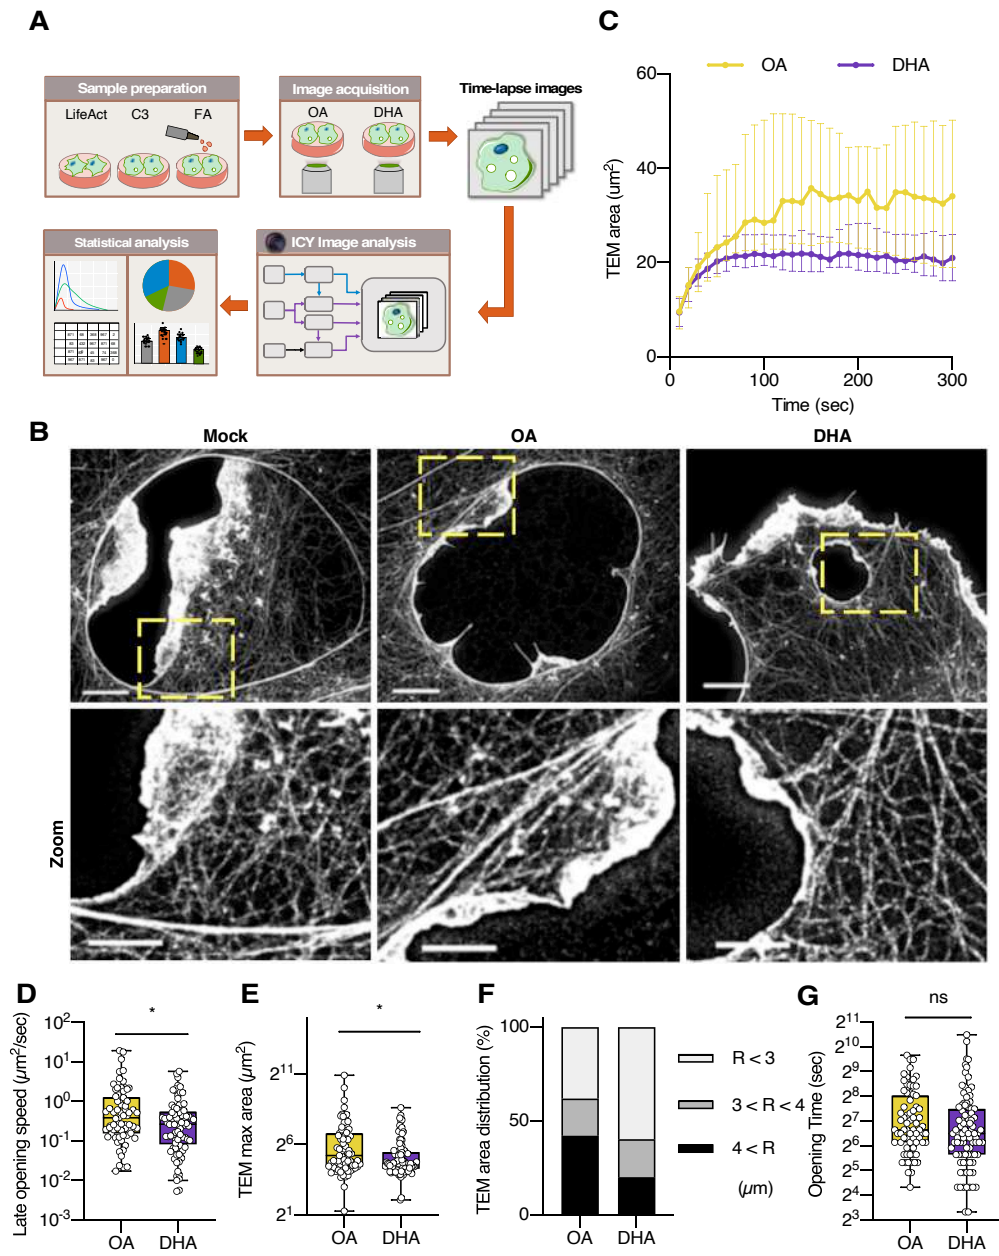 A
Sample preparation
LifeAct C3 FA
Image acquisition
OA DHA
Time-lapse images
Statistical analysis
ICY Image analysis
C
OA DHA
TEM area (um²)
60
40
20
0
0 100 200 300
Time (sec)
B
Mock OA DHA
Zoom
D
*
Late opening speed (µm²/sec)
10²
10¹
10⁰
10⁻¹
10⁻²
10⁻³
OA DHA
E
*
TEM max area (µm²)
2¹¹
2⁶
2¹
OA DHA
F
TEM area distribution (%)
100
50
0
OA DHA
R < 3
3 < R < 4
4 < R
(µm)
G
ns
Opening Time (sec)
2¹¹
2¹⁰
2⁹
2⁸
2⁷
2⁶
2⁵
2⁴
2³
OA DHA